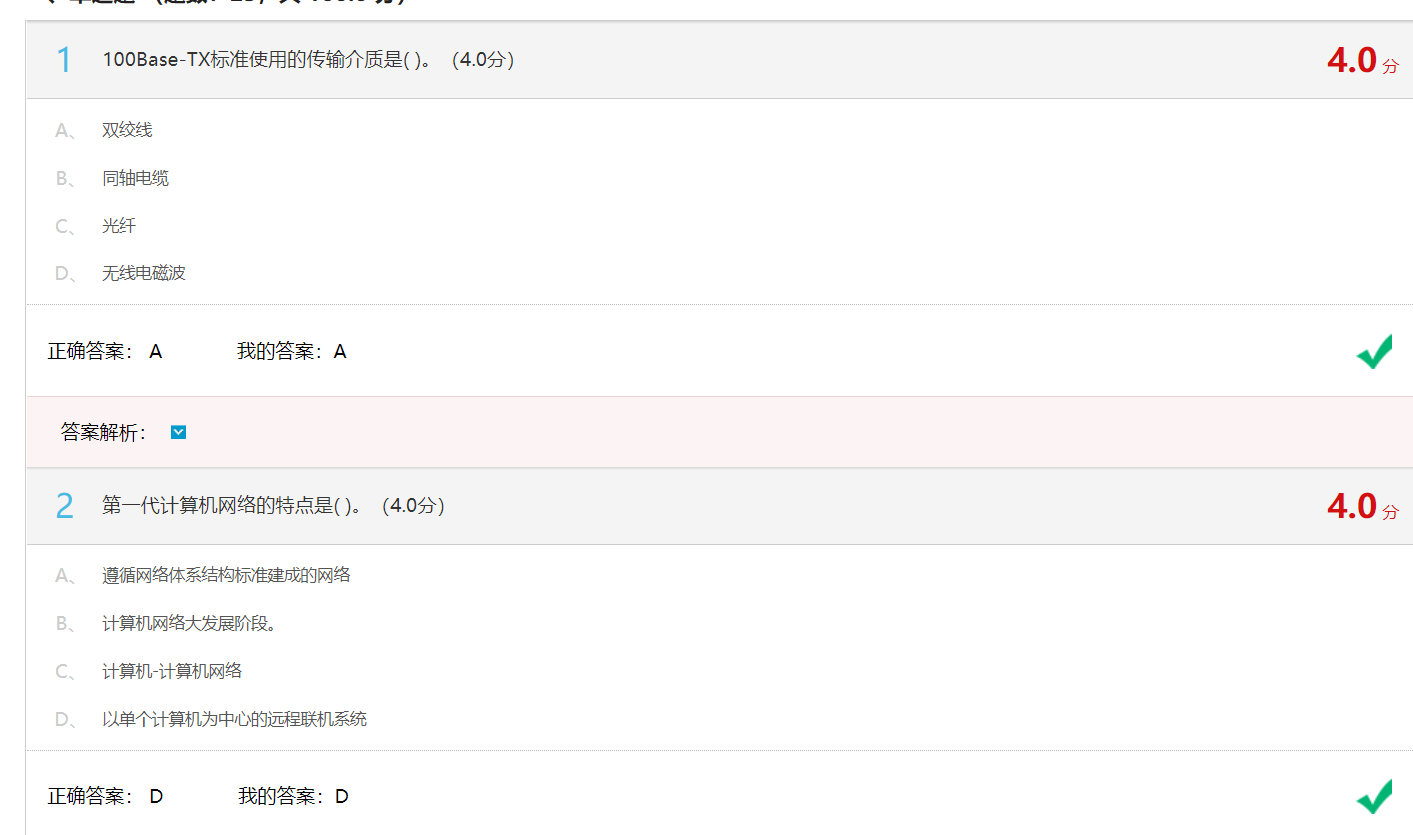 1 100Base-TX标准使用的传输介质是( )。（4.0分） 4.0 分
A、 双绞线
B、 同轴电缆
C、 光纤
D、 无线电磁波
正确答案： A 我的答案：A
答案解析：
2 第一代计算机网络的特点是( )。（4.0分） 4.0 分
A、 遵循网络体系结构标准建成的网络
B、 计算机网络大发展阶段。
C、 计算机-计算机网络
D、 以单个计算机为中心的远程联机系统
正确答案： D 我的答案：D